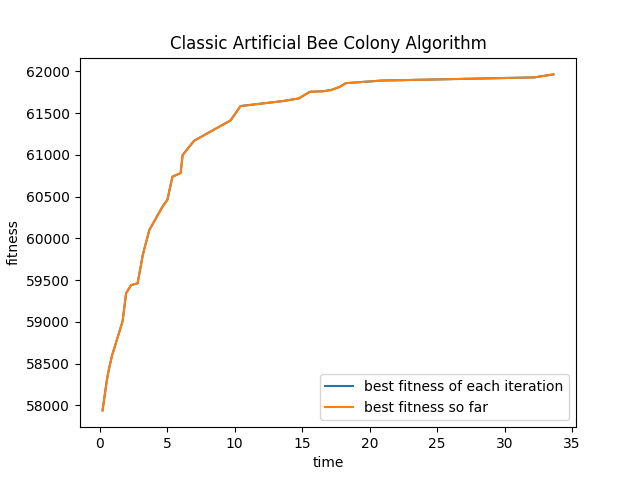 Classic Artificial Bee Colony Algorithm
62000
61500
61000
60500
60000
59500
59000
58500
58000
fitness
best fitness of each iteration
best fitness so far
0 5 10 15 20 25 30 35
time